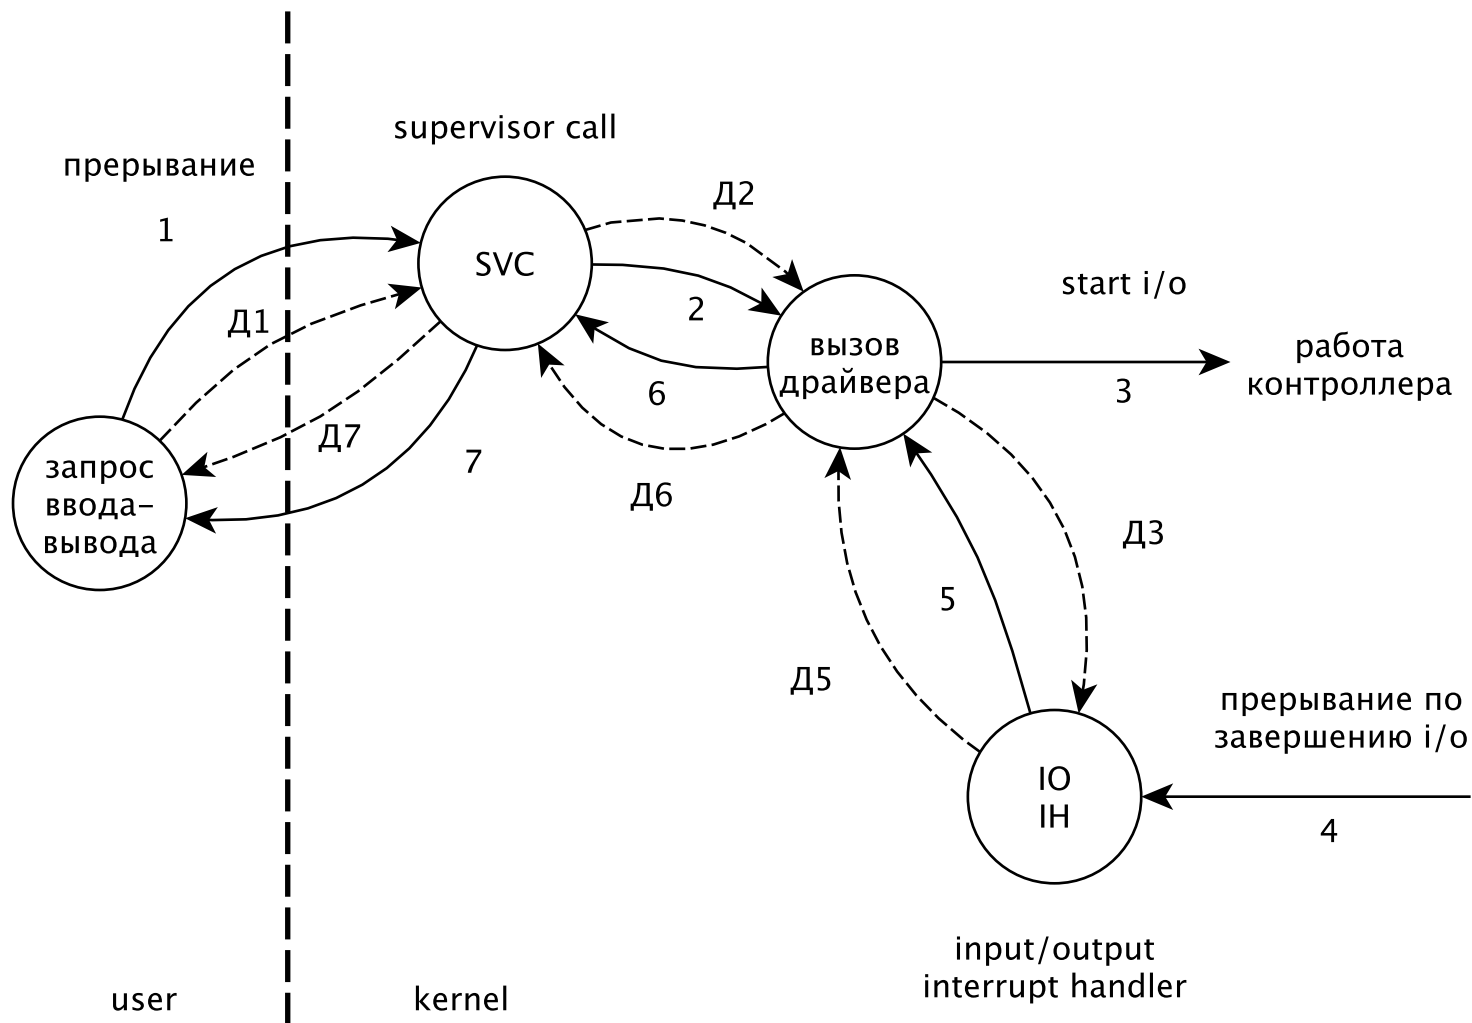 supervisor call
прерывание
1
Д2
SVC
start i/o
2
Д1
вызов
драйвера
работа
контроллера
6
3
Д7
7
запрос
ввода-
вывода
Д6
Д3
5
Д5
прерывание по
завершению i/o
IO
IH
4
input/output
interrupt handler
user
kernel